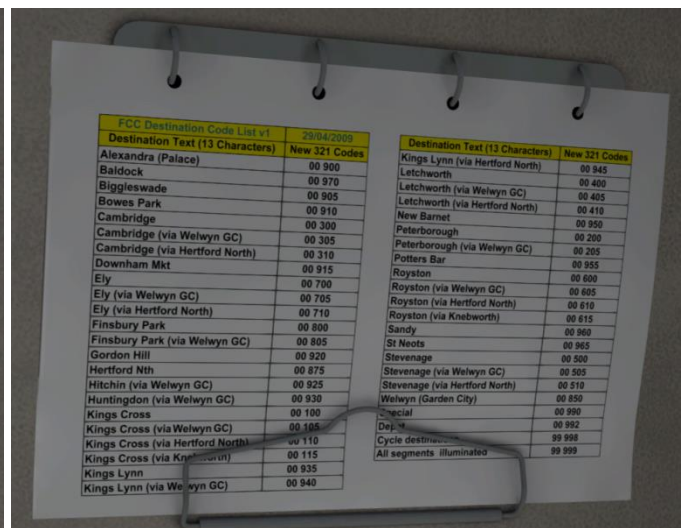 FCC Destination Code List v1 29/04/2009
Destination Text (13 Characters) New 321 Codes
Alexandra (Palace) 00 900
Baldock 00 970
Biggleswade 00 905
Bowes Park 00 910
Cambridge 00 300
Cambridge (via Welwyn GC) 00 305
Cambridge (via Hertford North) 00 310
Downham Mkt 00 915
Ely 00 700
Ely (via Welwyn GC) 00 705
Ely (via Hertford North) 00 710
Finsbury Park 00 800
Finsbury Park (via Welwyn GC) 00 805
Gordon Hill 00 920
Hertford Nth 00 875
Hitchin (via Welwyn GC) 00 925
Huntingdon (via Welwyn GC) 00 930
Kings Cross 00 100
Kings Cross (via Welwyn GC) 00 105
Kings Cross (via Hertford North) 00 110
Kings Cross (via Knebworth) 00 115
Kings Lynn 00 935
Kings Lynn (via Welwyn GC) 00 940
Destination Text (13 Characters) New 321 Codes
Kings Lynn (via Hertford North) 00 945
Letchworth 00 400
Letchworth (via Welwyn GC) 00 405
Letchworth (via Hertford North) 00 410
New Barnet 00 950
Peterborough 00 200
Peterborough (via Welwyn GC) 00 205
Potters Bar 00 955
Royston 00 600
Royston (via Welwyn GC) 00 605
Royston (via Hertford North) 00 610
Royston (via Knebworth) 00 615
Sandy 00 960
St Neots 00 965
Stevenage 00 500
Stevenage (via Welwyn GC) 00 505
Stevenage (via Hertford North) 00 510
Welwyn (Garden City) 00 850
Special 00 990
Depot 00 992
Cycle destinations 99 998
All segments illuminated 99 999